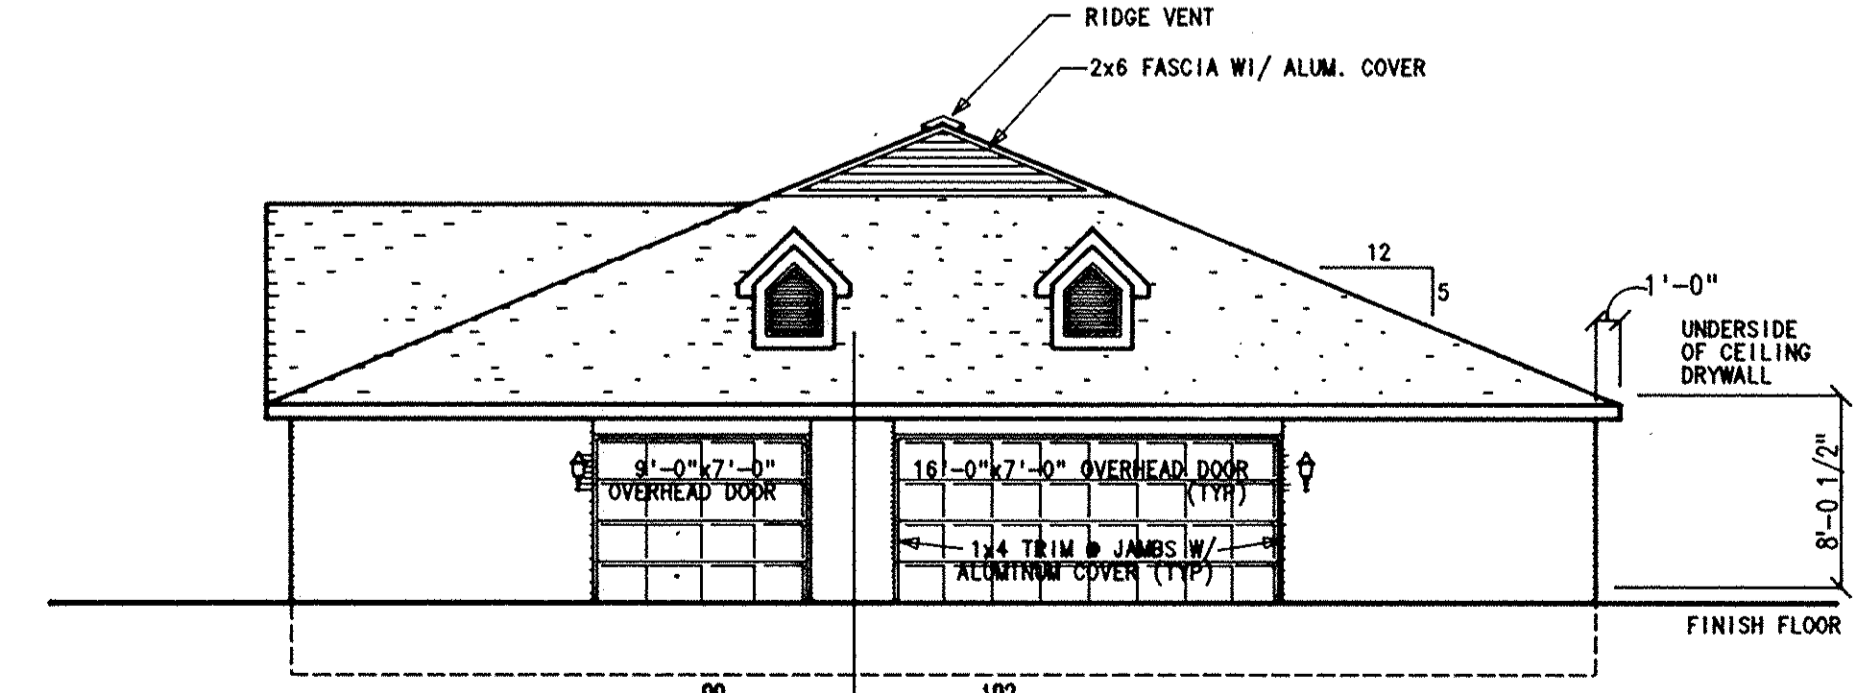 RIDGE VENT
2x6 FASCIA WI/ ALUM. COVER
12
5
1'-0"
UNDERSIDE
OF CEILING
DRYWALL
9'-0"x7'-0"
OVERHEAD DOOR
16'-0"x7'-0" OVERHEAD DOOR
(TYP)
1x4 TRIM @ JAMBS W/
ALUMINUM COVER (TYP)
8'-0 1/2"
FINISH FLOOR